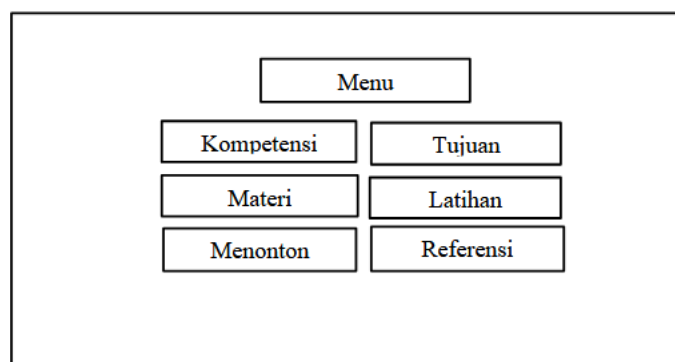 Menu
Kompetensi
Tujuan
Materi
Latihan
Menonton
Referensi